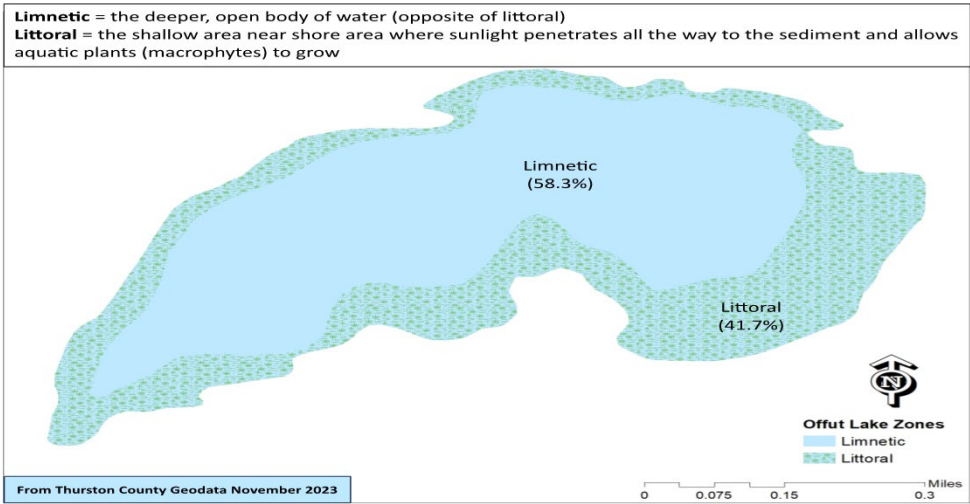 Limnetic = the deeper, open body of water (opposite of littoral)
Littoral = the shallow area near shore area where sunlight penetrates all the way to the sediment and allows
aquatic plants (macrophytes) to grow
Limnetic
(58.3%)
Littoral
(41.7%)
N
Offut Lake Zones
Limnetic
Littoral
From Thurston County Geodata November 2023
Miles
0 0.075 0.15 0.3